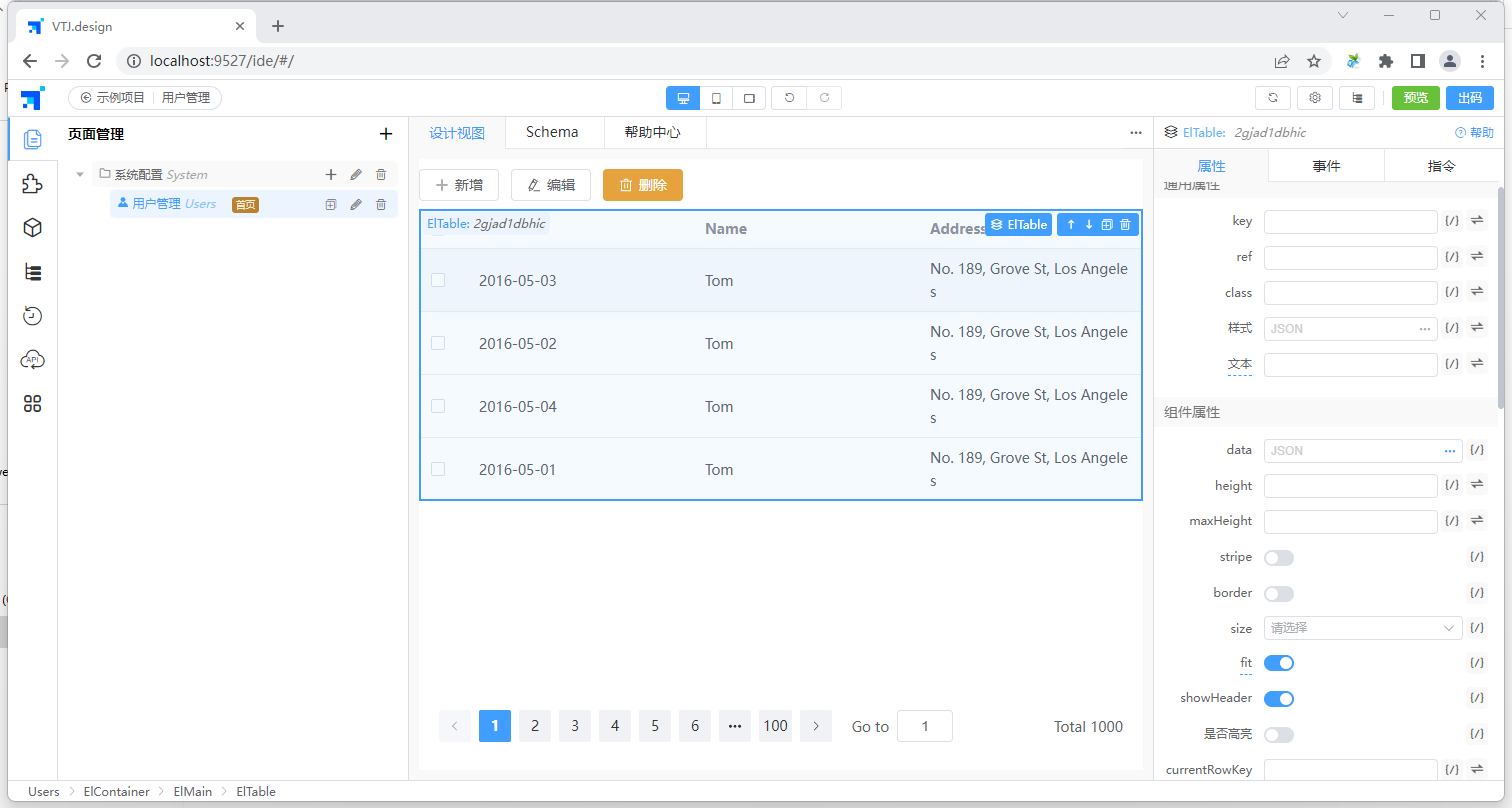 VTJ.design
localhost:9527/ide/#/
示例项目 用户管理
预览 出码
页面管理
系统配置 System
用户管理 Users 首页
API
设计视图 Schema 帮助中心
新增 编辑 删除
ElTable: 2gjad1dbhic Name Address ElTable
2016-05-03 Tom No. 189, Grove St, Los Angele
s
2016-05-02 Tom No. 189, Grove St, Los Angele
s
2016-05-04 Tom No. 189, Grove St, Los Angele
s
2016-05-01 Tom No. 189, Grove St, Los Angele
s
1 2 3 4 5 6 ••• 100 Go to 1 Total 1000
ElTable: 2gjad1dbhic 帮助
属性 事件 指令
通用属性
key {/}
ref {/}
class {/}
样式 JSON ... {/}
文本 {/}
组件属性
data JSON ... {/}
height {/}
maxHeight {/}
stripe {/}
border {/}
size 请选择 {/}
fit {/}
showHeader {/}
是否高亮 {/}
currentRowKey {/}
Users > ElContainer > ElMain > ElTable